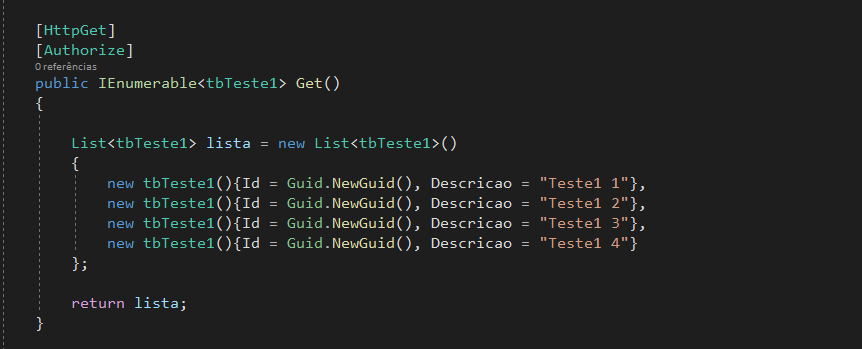 [HttpGet]
[Authorize]
0 referências
public IEnumerable<tbTeste1> Get()
{
List<tbTeste1> lista = new List<tbTeste1>()
{
new tbTeste1(){Id = Guid.NewGuid(), Descricao = "Teste1 1"},
new tbTeste1(){Id = Guid.NewGuid(), Descricao = "Teste1 2"},
new tbTeste1(){Id = Guid.NewGuid(), Descricao = "Teste1 3"},
new tbTeste1(){Id = Guid.NewGuid(), Descricao = "Teste1 4"}
};
return lista;
}